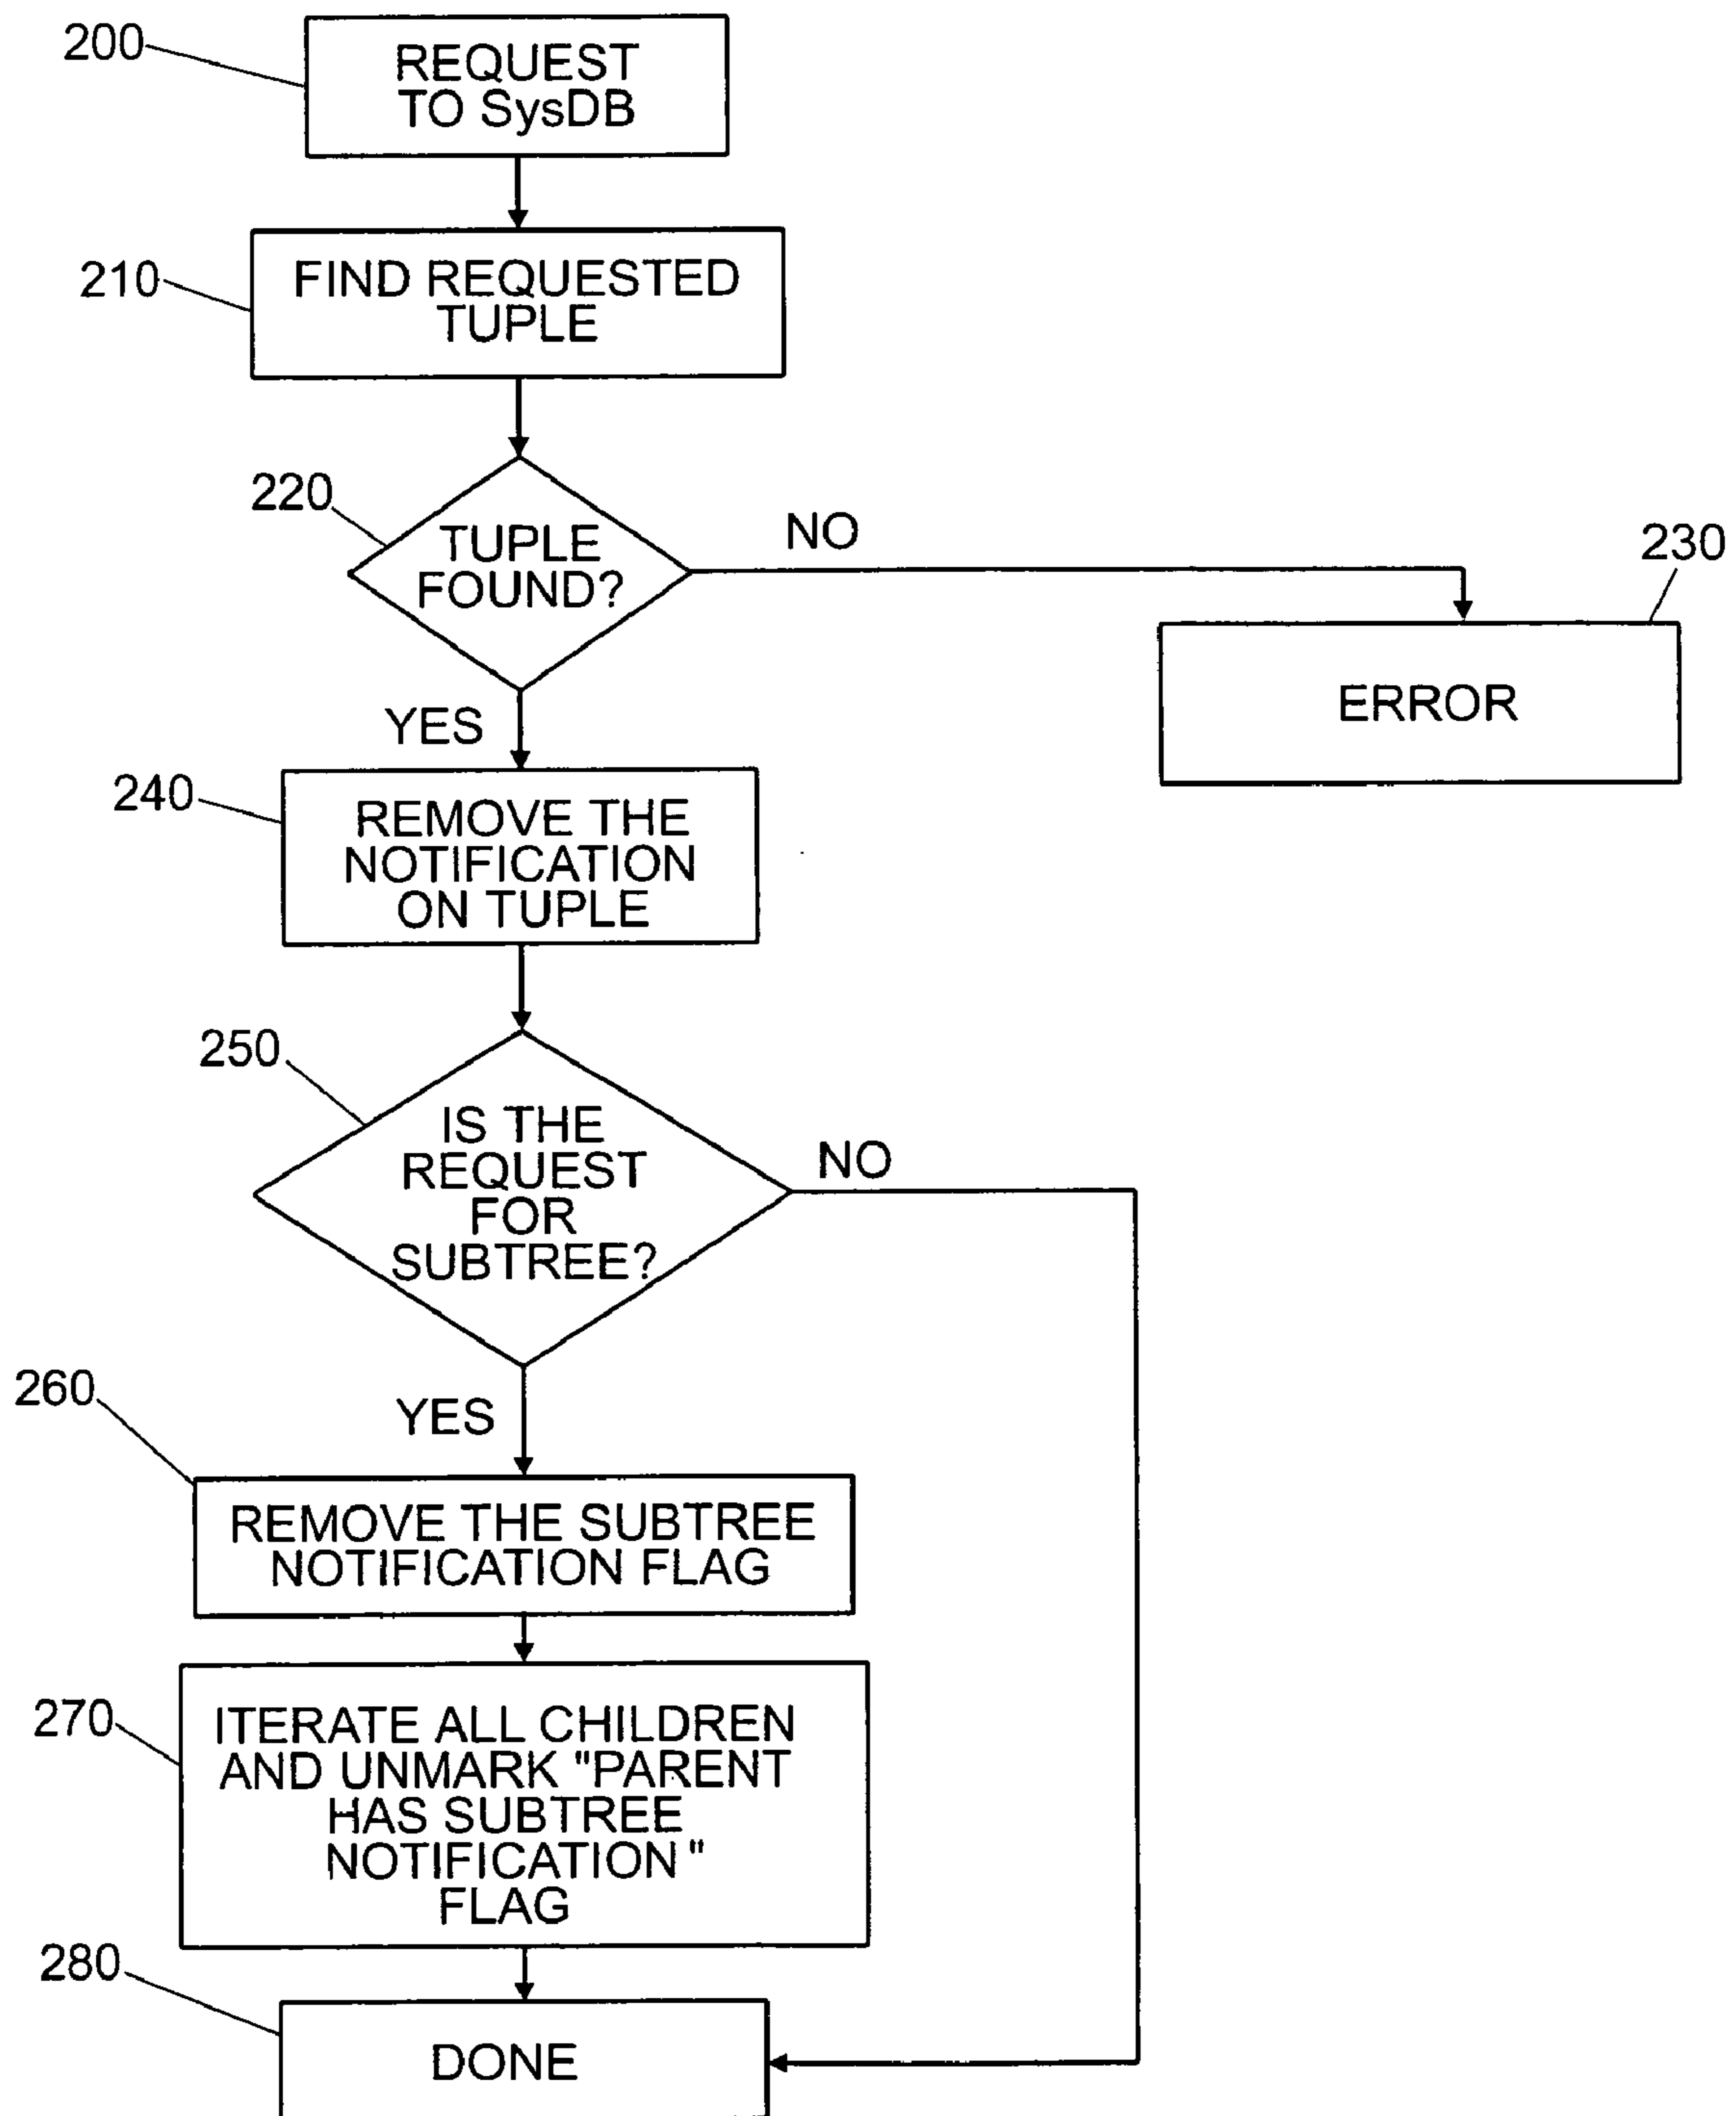 200
REQUEST
TO SysDB
210
FIND REQUESTED
TUPLE
220
TUPLE
FOUND?
NO
230
ERROR
YES
240
REMOVE THE
NOTIFICATION
ON TUPLE
250
IS THE
REQUEST
FOR
SUBTREE?
NO
YES
260
REMOVE THE SUBTREE
NOTIFICATION FLAG
270
ITERATE ALL CHILDREN
AND UNMARK "PARENT
HAS SUBTREE
NOTIFICATION"
FLAG
280
DONE